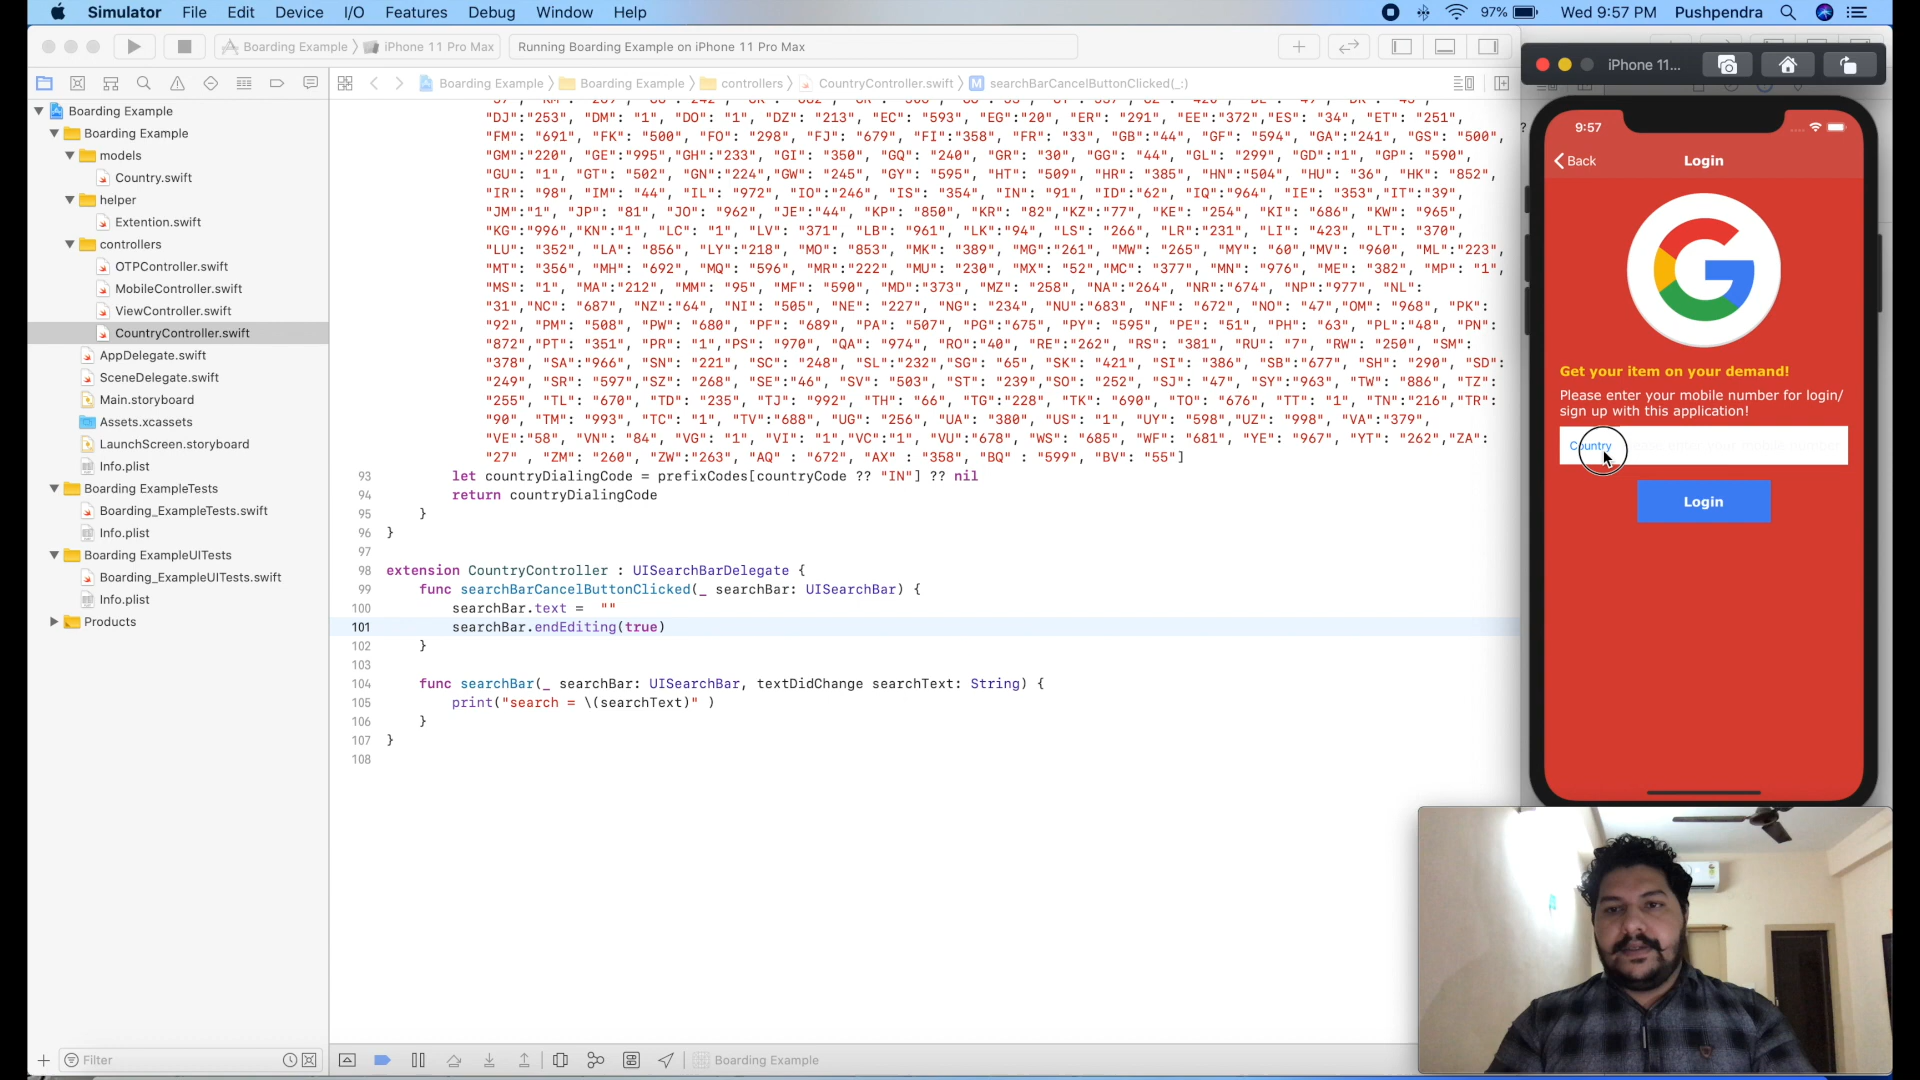 Simulator File Edit Device I/O Features Debug Window Help 97% Wed 9:57 PM Pushpendra
Boarding Example iPhone 11 Pro Max Running Boarding Example on iPhone 11 Pro Max
iPhone 11...
Boarding Example Boarding Example controllers CountryController.swift M searchBarCancelButtonClicked(_:)
Boarding Example
Boarding Example
models
Country.swift
helper
Extention.swift
controllers
OTPController.swift
MobileController.swift
ViewController.swift
CountryController.swift
AppDelegate.swift
SceneDelegate.swift
Main.storyboard
Assets.xcassets
LaunchScreen.storyboard
Info.plist
Boarding ExampleTests
Boarding_ExampleTests.swift
Info.plist
Boarding ExampleUITests
Boarding_ExampleUITests.swift
Info.plist
Products
Filter
"DJ":"253", "DM": "1", "DO": "1", "DZ": "213", "EC": "593", "EG":"20", "ER": "291", "EE":"372","ES": "34", "ET": "251",
"FM": "691", "FK": "500", "FO": "298", "FJ": "679", "FI":"358", "FR": "33", "GB":"44", "GF": "594", "GA":"241", "GS": "500",
"GM":"220", "GE":"995","GH":"233", "GI": "350", "GQ": "240", "GR": "30", "GG": "44", "GL": "299", "GD":"1", "GP": "590",
"GU": "1", "GT": "502", "GN":"224","GW": "245", "GY": "595", "HT": "509", "HR": "385", "HN":"504", "HU": "36", "HK": "852",
"IR": "98", "IM": "44", "IL": "972", "IO":"246", "IS": "354", "IN": "91", "ID":"62", "IQ":"964", "IE": "353","IT":"39",
"JM":"1", "JP": "81", "JO": "962", "JE":"44", "KP": "850", "KR": "82","KZ":"77", "KE": "254", "KI": "686", "KW": "965",
"KG":"996","KN":"1", "LC": "1", "LV": "371", "LB": "961", "LK":"94", "LS": "266", "LR":"231", "LI": "423", "LT": "370",
"LU": "352", "LA": "856", "LY":"218", "MO": "853", "MK": "389", "MG":"261", "MW": "265", "MY": "60","MV": "960", "ML":"223",
"MT": "356", "MH": "692", "MQ": "596", "MR":"222", "MU": "230", "MX": "52","MC": "377", "MN": "976", "ME": "382", "MP": "1",
"MS": "1", "MA":"212", "MM": "95", "MF": "590", "MD":"373", "MZ": "258", "NA":"264", "NR":"674", "NP":"977", "NL":
"31","NC": "687", "NZ":"64", "NI": "505", "NE": "227", "NG": "234", "NU":"683", "NF": "672", "NO": "47","OM": "968", "PK":
"92", "PM": "508", "PW": "680", "PF": "689", "PA": "507", "PG":"675", "PY": "595", "PE": "51", "PH": "63", "PL":"48", "PN":
"872","PT": "351", "PR": "1","PS": "970", "QA": "974", "RO":"40", "RE":"262", "RS": "381", "RU": "7", "RW": "250", "SM":
"378", "SA":"966", "SN": "221", "SC": "248", "SL":"232","SG": "65", "SK": "421", "SI": "386", "SB":"677", "SH": "290", "SD":
"249", "SR": "597","SZ": "268", "SE":"46", "SV": "503", "ST": "239","SO": "252", "SJ": "47", "SY":"963", "TW": "886", "TZ":
"255", "TL": "670", "TD": "235", "TJ": "992", "TH": "66", "TG":"228", "TK": "690", "TO": "676", "TT": "1", "TN":"216","TR":
"90", "TM": "993", "TC": "1", "TV":"688", "UG": "256", "UA": "380", "US": "1", "UY": "598","UZ": "998", "VA":"379",
"VE":"58", "VN": "84", "VG": "1", "VI": "1","VC":"1", "VU":"678", "WS": "685", "WF": "681", "YE": "967", "YT": "262","ZA":
"27" , "ZM": "260", "ZW":"263", "AQ" : "672", "AX" : "358", "BQ" : "599", "BV": "55"]
93 let countryDialingCode = prefixCodes[countryCode ?? "IN"] ?? nil
94 return countryDialingCode
95 }
96 }
97
98 extension CountryController : UISearchBarDelegate {
99 func searchBarCancelButtonClicked(_ searchBar: UISearchBar) {
100 searchBar.text = ""
101 searchBar.endEditing(true)
102 }
103
104 func searchBar(_ searchBar: UISearchBar, textDidChange searchText: String) {
105 print("search = \(searchText)" )
106 }
107 }
108
Boarding Example
9:57
Back Login
Get your item on your demand!
Please enter your mobile number for login/
sign up with this application!
Country
Login